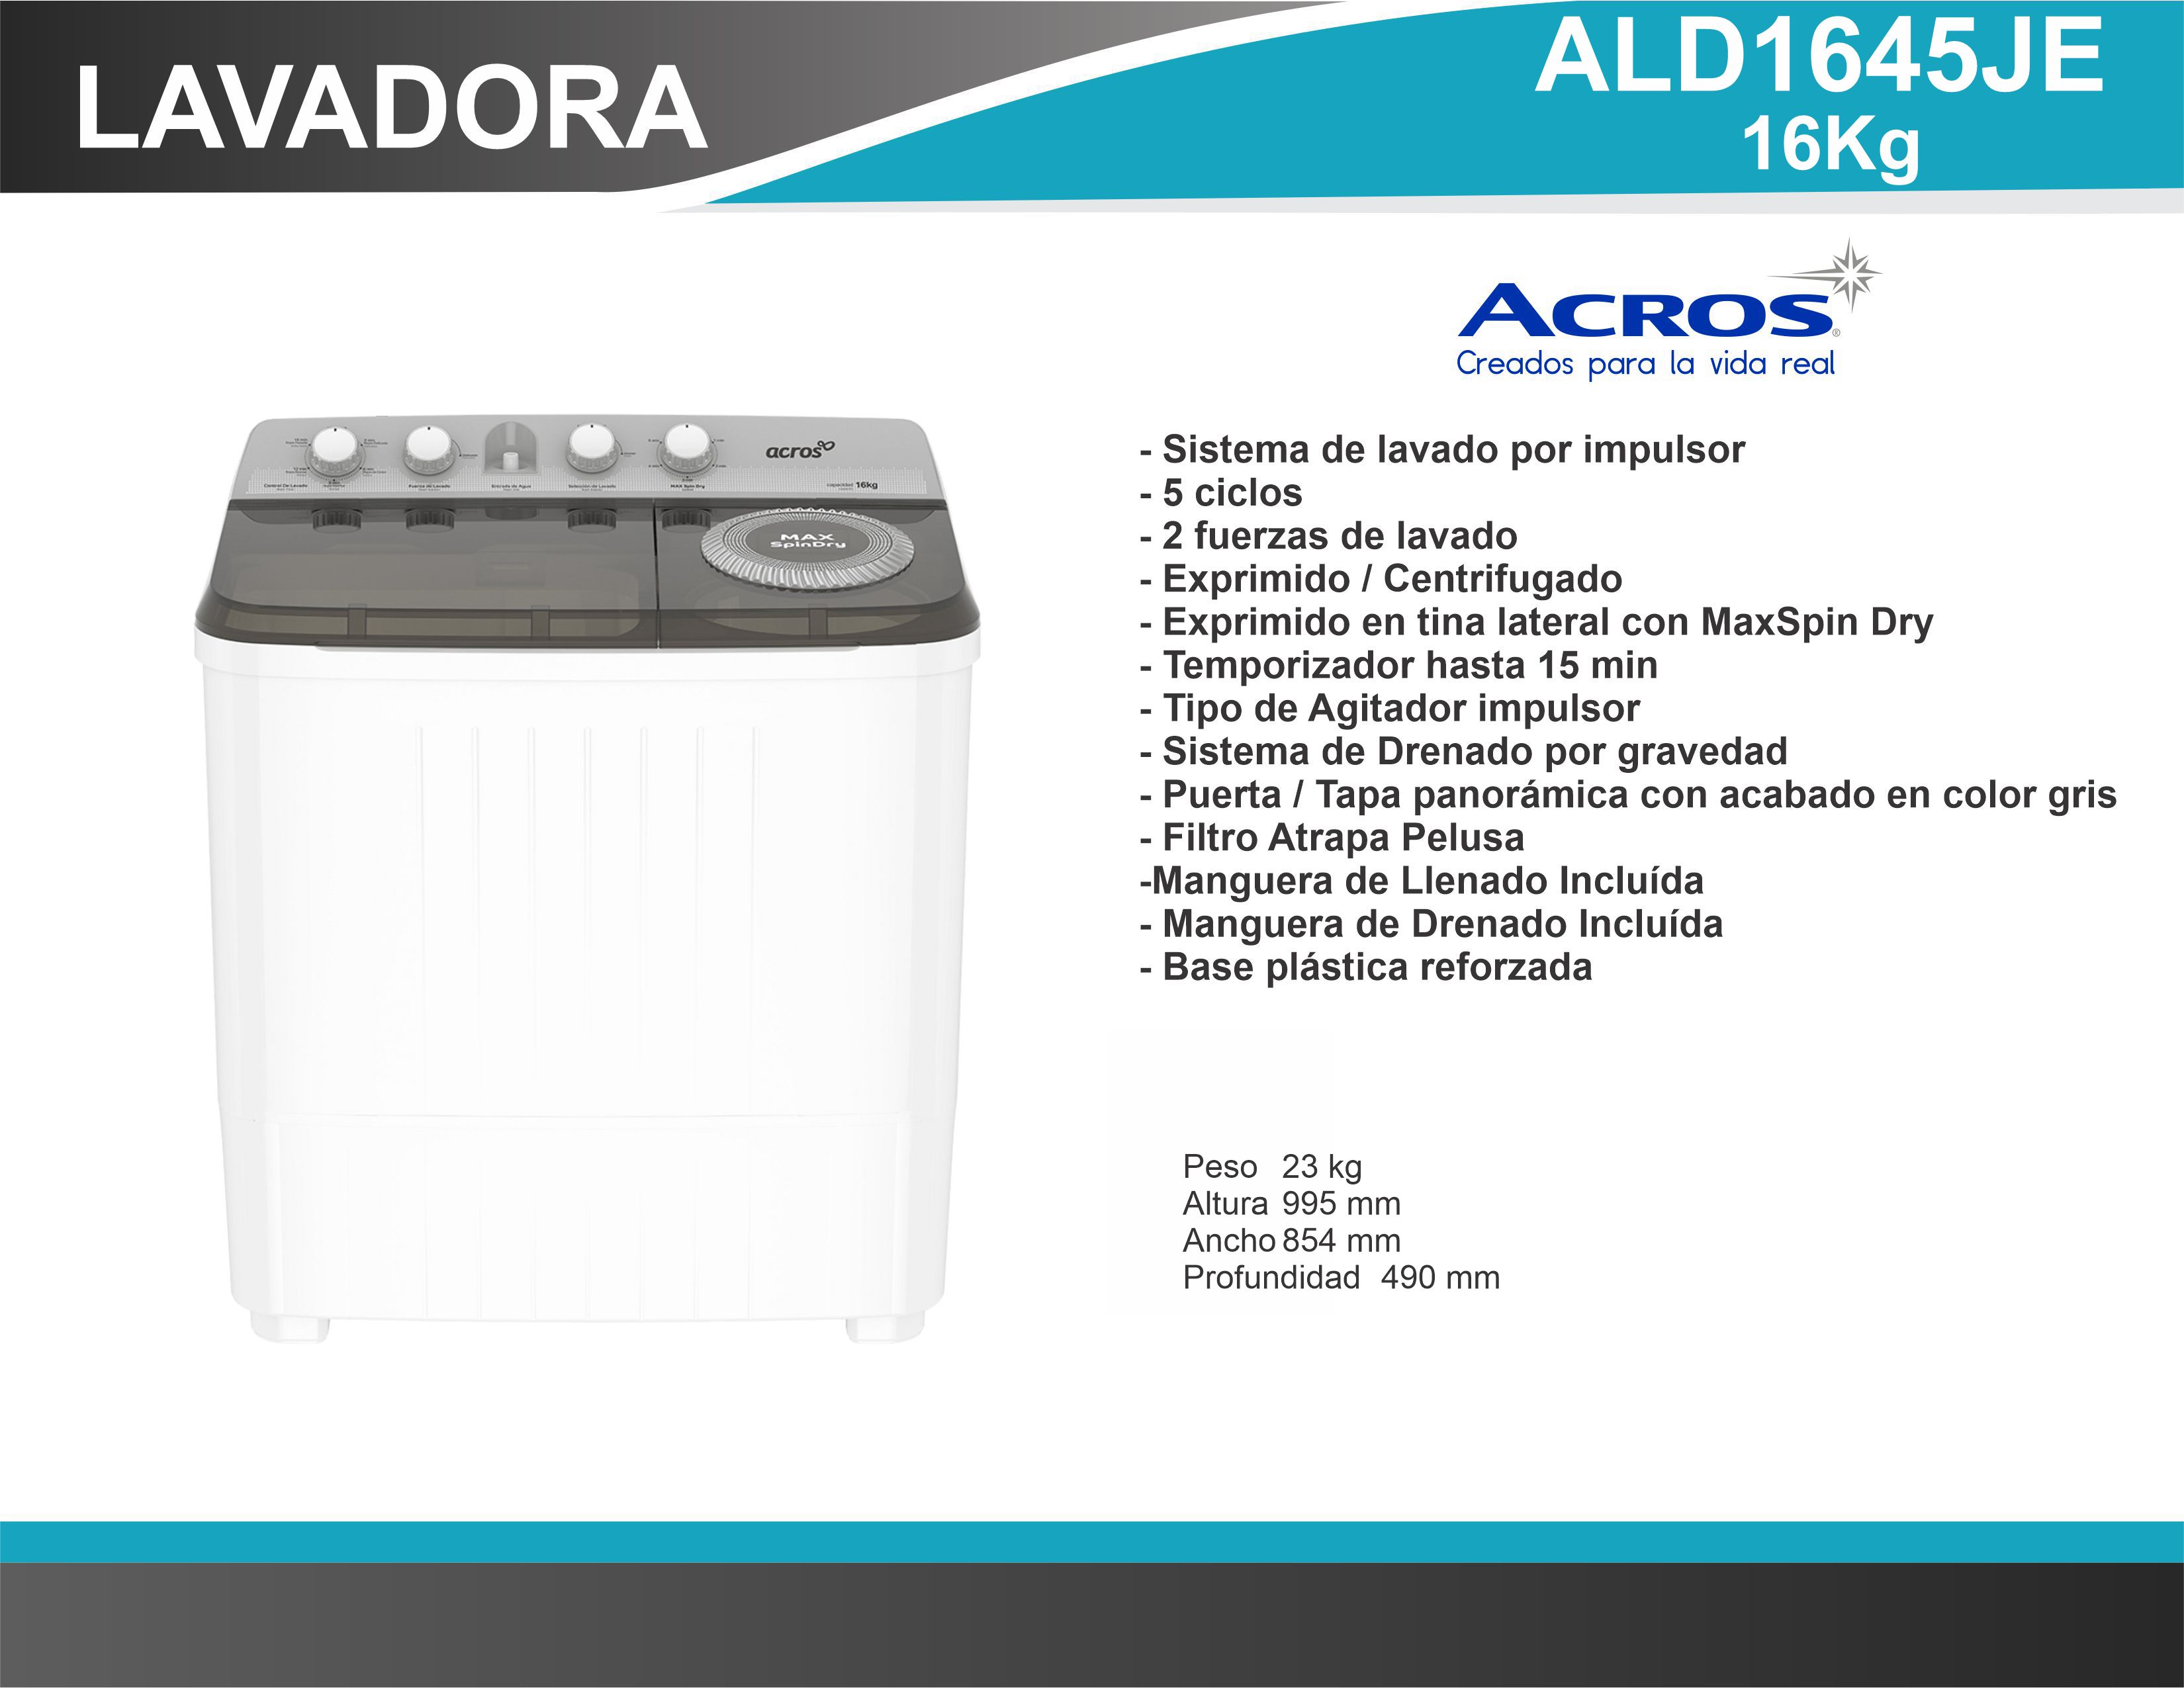 LAVADORA
ALD1645JE
16Kg
ACROS®
Creados para la vida real
acros
Control De Lavado
Fuerza de Lavado
Entrada de Agua
Selección de Lavado
MAX Spin Dry
capacidad 16kg
MAX
SpinDry
- Sistema de lavado por impulsor
- 5 ciclos
- 2 fuerzas de lavado
- Exprimido / Centrifugado
- Exprimido en tina lateral con MaxSpin Dry
- Temporizador hasta 15 min
- Tipo de Agitador impulsor
- Sistema de Drenado por gravedad
- Puerta / Tapa panorámica con acabado en color gris
- Filtro Atrapa Pelusa
-Manguera de Llenado Incluída
- Manguera de Drenado Incluída
- Base plástica reforzada
Peso 23 kg
Altura 995 mm
Ancho 854 mm
Profundidad 490 mm